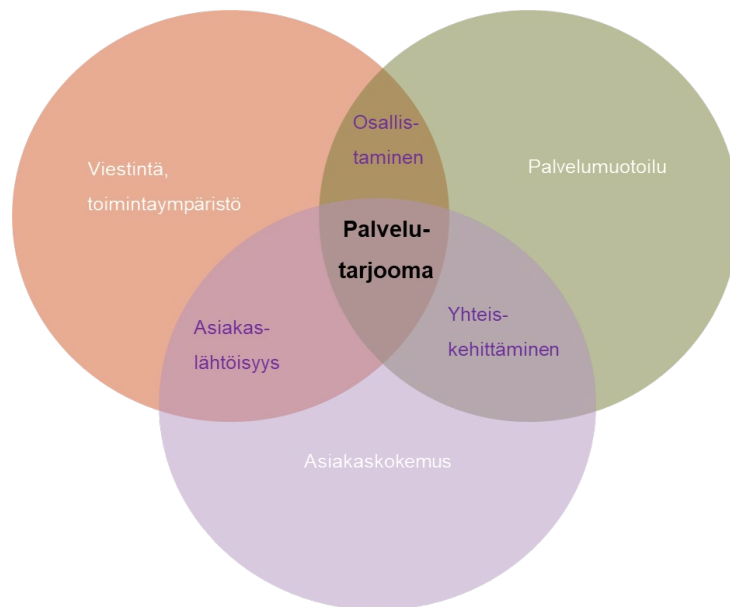 Osallis-
taminen
Viestintä,
toimintaympäristö
Palvelumuotoilu
Palvelu-
tarjooma
Asiakas-
lähtöisyys
Yhteis-
kehittäminen
Asiakaskokemus